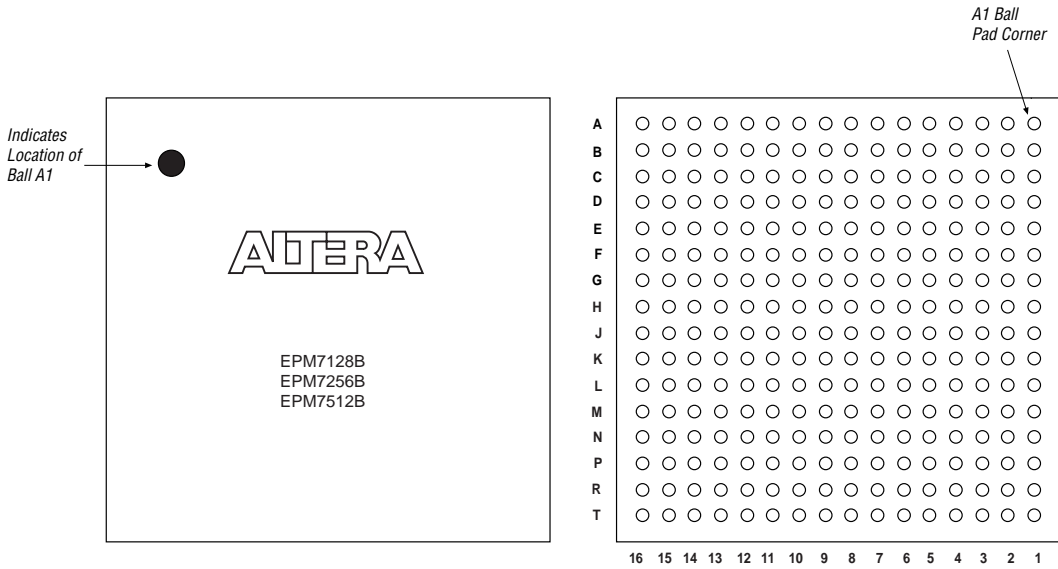 A1 Ball
Pad Corner
Indicates
Location of
Ball A1
ALTERA
EPM7128B
EPM7256B
EPM7512B
A
B
C
D
E
F
G
H
J
K
L
M
N
P
R
T
16 15 14 13 12 11 10 9 8 7 6 5 4 3 2 1